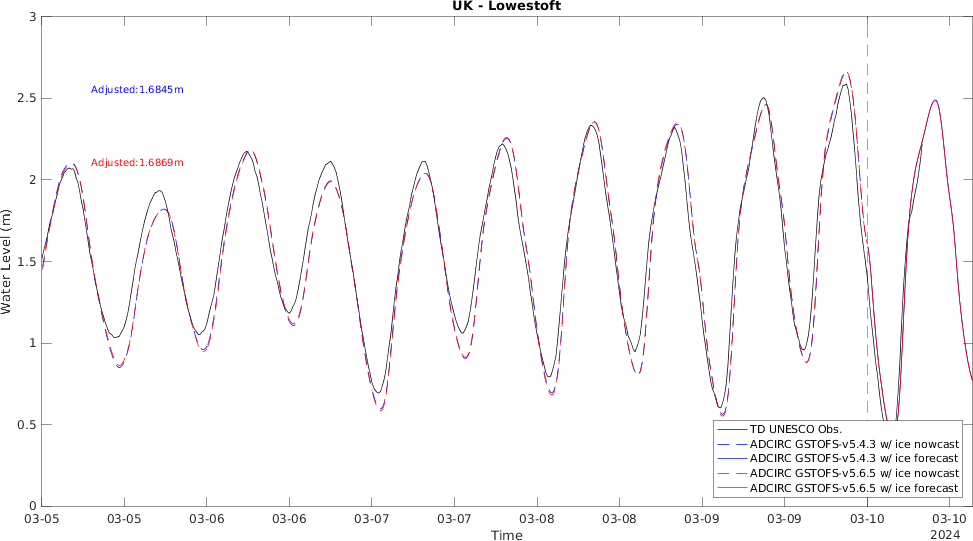 UK - Lowestoft
3
2.5
2
1.5
1
0.5
0
Water Level (m)
Adjusted:1.6845m
Adjusted:1.6869m
TD UNESCO Obs.
ADCIRC GSTOFS-v5.4.3 w/ ice nowcast
ADCIRC GSTOFS-v5.4.3 w/ ice forecast
ADCIRC GSTOFS-v5.6.5 w/ ice nowcast
ADCIRC GSTOFS-v5.6.5 w/ ice forecast
03-05 03-05 03-06 03-06 03-07 03-07 03-08 03-08 03-09 03-09 03-10 03-10
2024
Time